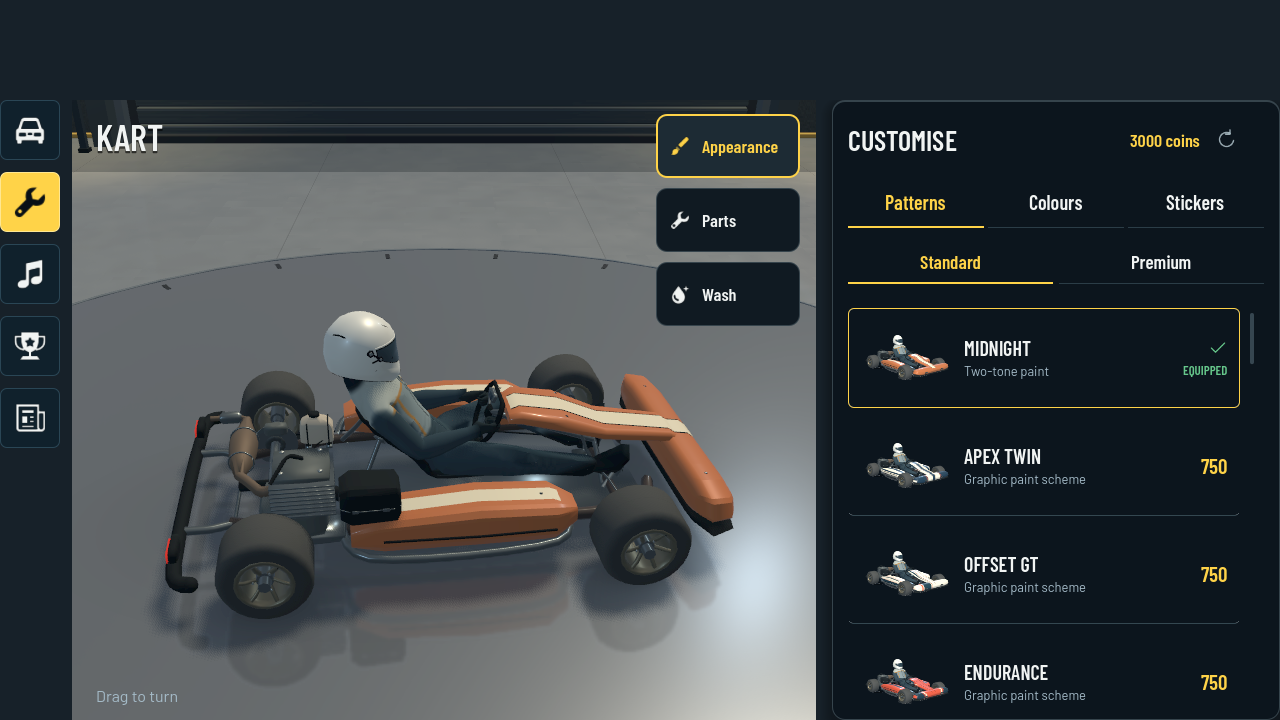 KART
Appearance
Parts
Wash
Drag to turn
CUSTOMISE
3000 coins
Patterns
Colours
Stickers
Standard
Premium
MIDNIGHT
Two-tone paint
EQUIPPED
APEX TWIN
Graphic paint scheme
750
OFFSET GT
Graphic paint scheme
750
ENDURANCE
Graphic paint scheme
750